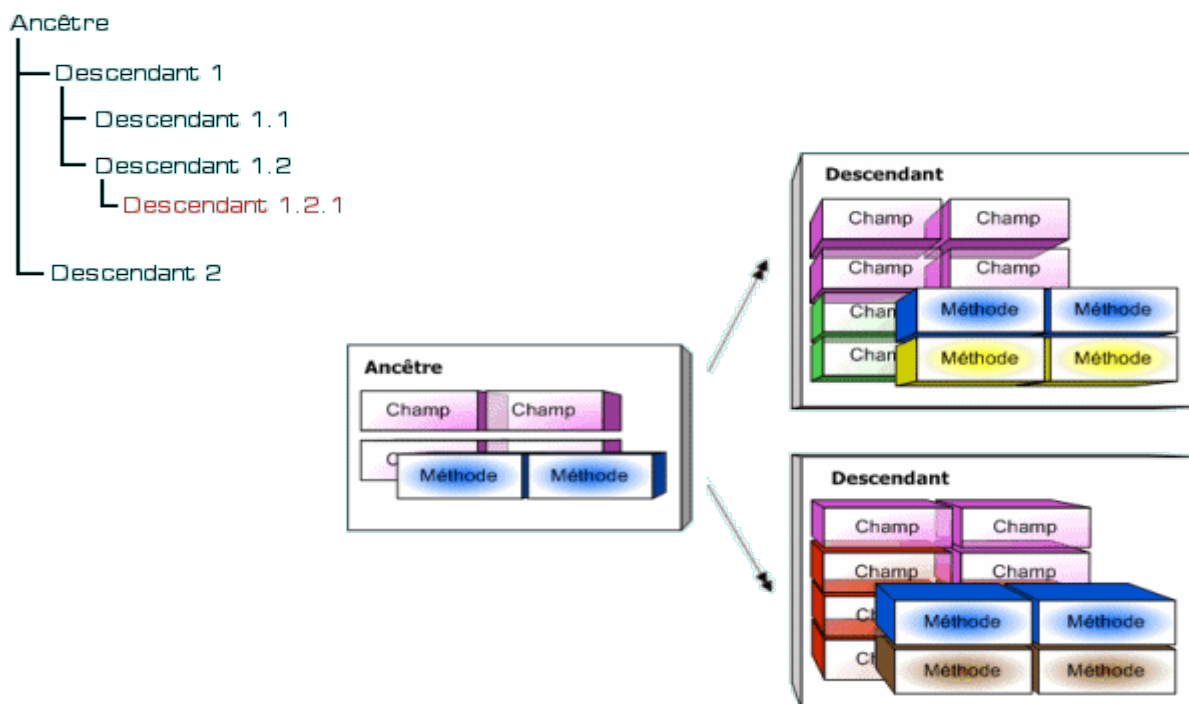 Ancêtre
Descendant 1
Descendant 1.1
Descendant 1.2
Descendant 1.2.1
Descendant 2
Ancêtre
Champ Champ
Méthode Méthode
Descendant
Champ Champ
Champ Champ
Méthode Méthode
Méthode Méthode
Descendant
Champ Champ
Champ Champ
Méthode Méthode
Méthode Méthode